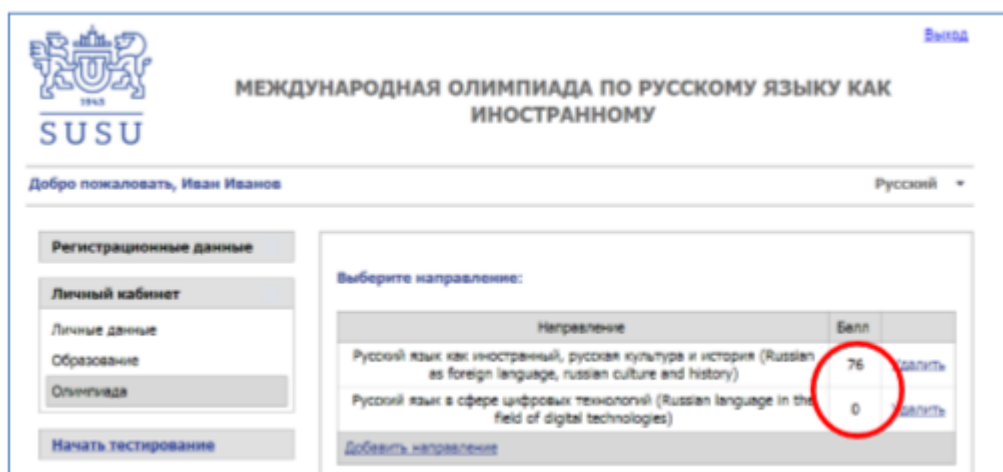 Выход
1943
SUSU
МЕЖДУНАРОДНАЯ ОЛИМПИАДА ПО РУССКОМУ ЯЗЫКУ КАК
ИНОСТРАННОМУ
Добро пожаловать, Иван Иванов
Русский
Регистрационные данные
Личный кабинет
Личные данные
Образование
Олимпиада
Начать тестирование
Выберите направление:
Направление
Балл
Русский язык как иностранный, русская культура и история (Russian
as foreign language, russian culture and history)
76
Удалить
Русский язык в сфере цифровых технологий (Russian language in the
field of digital technologies)
0
Удалить
Добавить направление